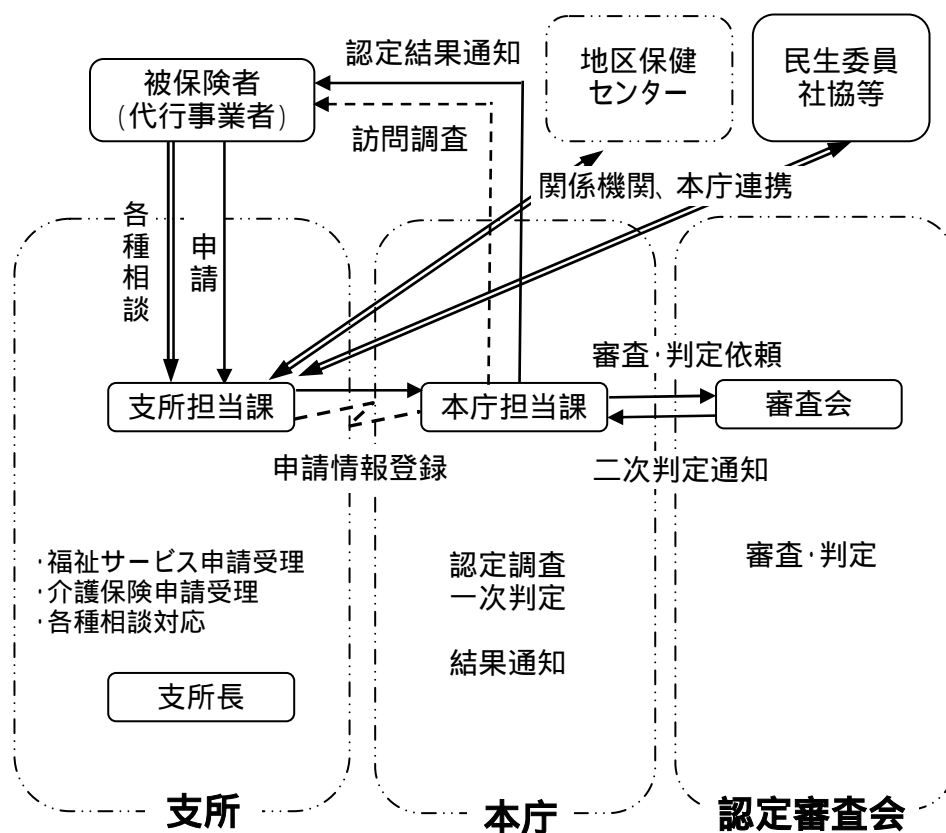 認定結果通知
被保険者
(代行事業者)
訪問調査
地区保健
センター
民生委員
社協等
関係機関、本庁連携
各種相談
申請
審査・判定依頼
支所担当課
本庁担当課
審査会
申請情報登録
二次判定通知
・福祉サービス申請受理
・介護保険申請受理
・各種相談対応
認定調査
一次判定
審査・判定
結果通知
支所長
支所
本庁
認定審査会